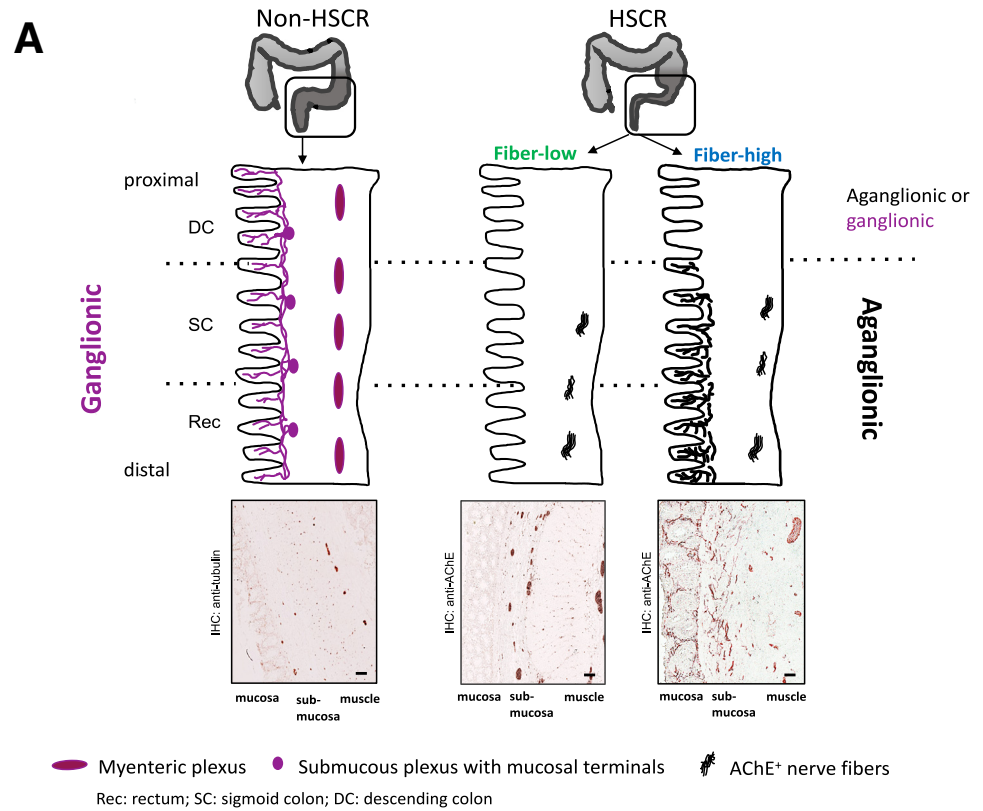 A
Non-HSCR
HSCR
Fiber-low
Fiber-high
proximal
DC
SC
Rec
distal
Ganglionic
Aganglionic or
ganglionic
Aganglionic
IHC: anti-tubulin
IHC: anti-AChE
IHC: anti-AChE
mucosa
sub-
mucosa
muscle
mucosa
sub-
mucosa
muscle
mucosa
sub-
mucosa
muscle
Myenteric plexus
Submucous plexus with mucosal terminals
AChE⁺ nerve fibers
Rec: rectum; SC: sigmoid colon; DC: descending colon